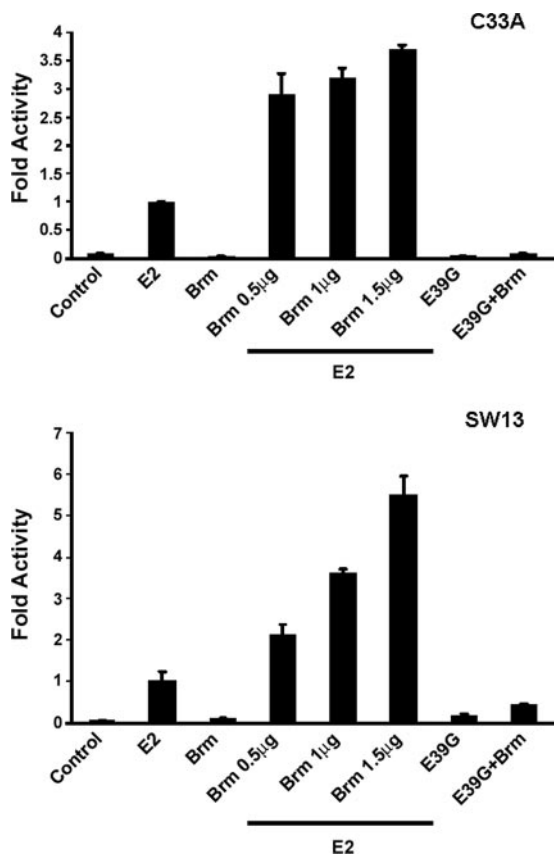 C33A
Fold Activity
4
3.5
3
2.5
2
1.5
1
0.5
0
Control
E2
Brm
Brm 0.5µg
Brm 1µg
Brm 1.5µg
E39G
E39G+Brm
E2
SW13
Fold Activity
7
6
5
4
3
2
1
0
Control
E2
Brm
Brm 0.5µg
Brm 1µg
Brm 1.5µg
E39G
E39G+Brm
E2